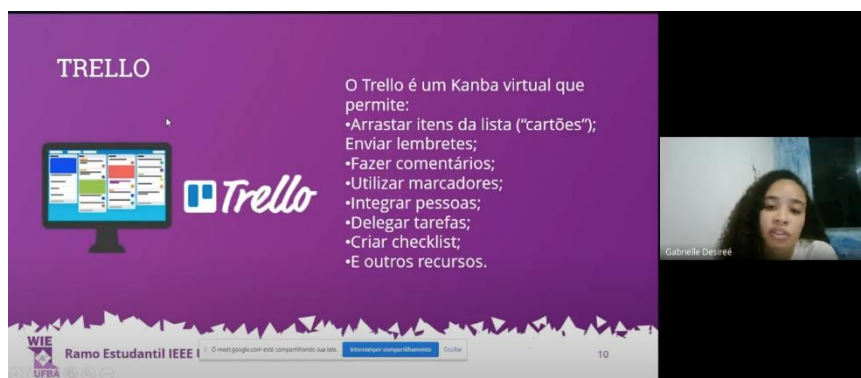 TRELLO
O Trello é um Kanba virtual que
permite:
•Arrastar itens da lista (“cartões”);
Enviar lembretes;
•Fazer comentários;
•Utilizar marcadores;
•Integrar pessoas;
•Delegar tarefas;
•Criar checklist;
•E outros recursos.
Trello
Gabrielle Desireé
WIE
UFBA
Ramo Estudantil IEEE
O meet.google.com está compartilhando sua tela.
Interromper compartilhamento
Ocultar
10